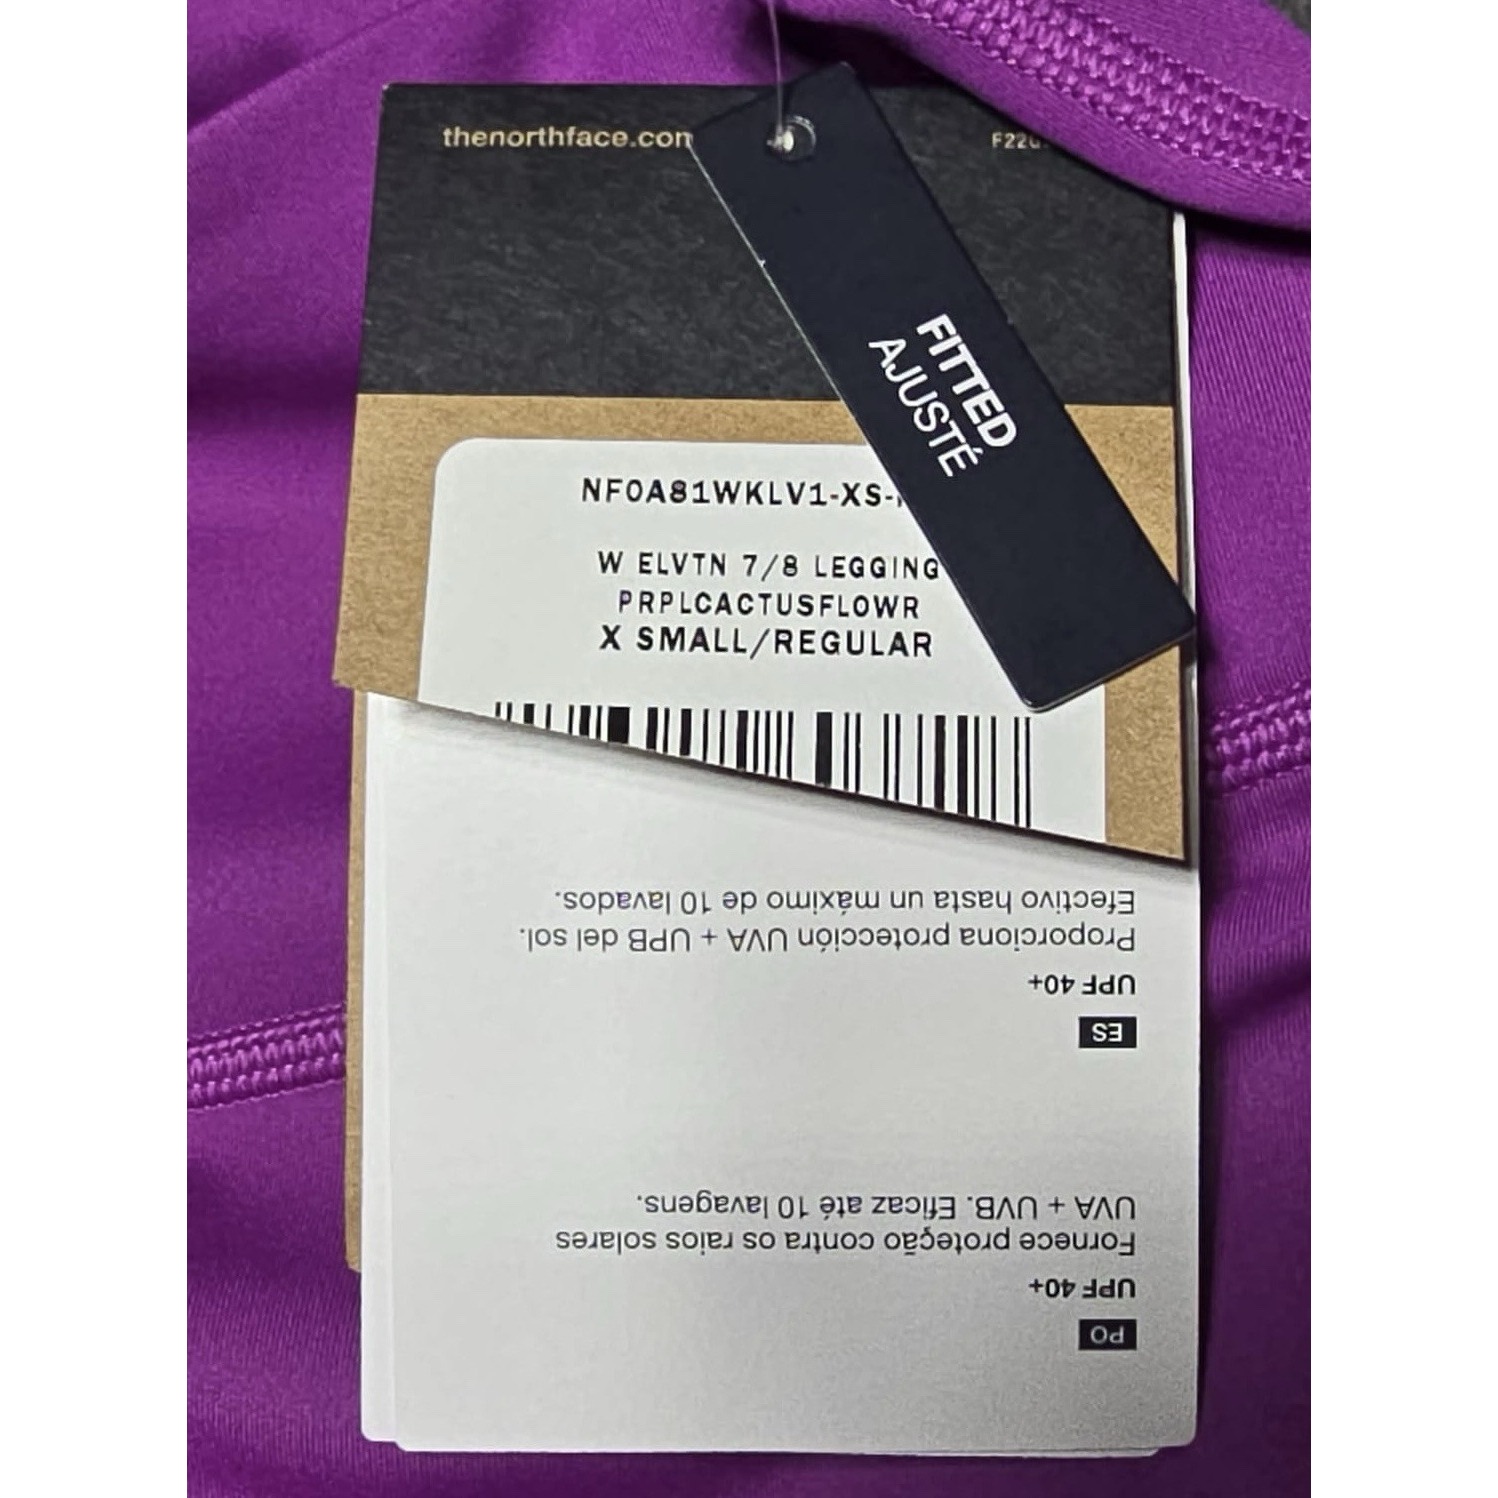 thenorthface.com
FITTED
AJUSTÉ
NF0A81WKLV1-XS-
W ELVTN 7/8 LEGGING
PRPLCACTUSFLOWR
X SMALL/REGULAR
PO
UPF 40+
Fornece proteção contra os raios solares
UVA + UVB. Eficaz até 10 lavagens.
ES
UPF 40+
Proporciona protección UVA + UPB del sol.
Efectivo hasta un máximo de 10 lavados.